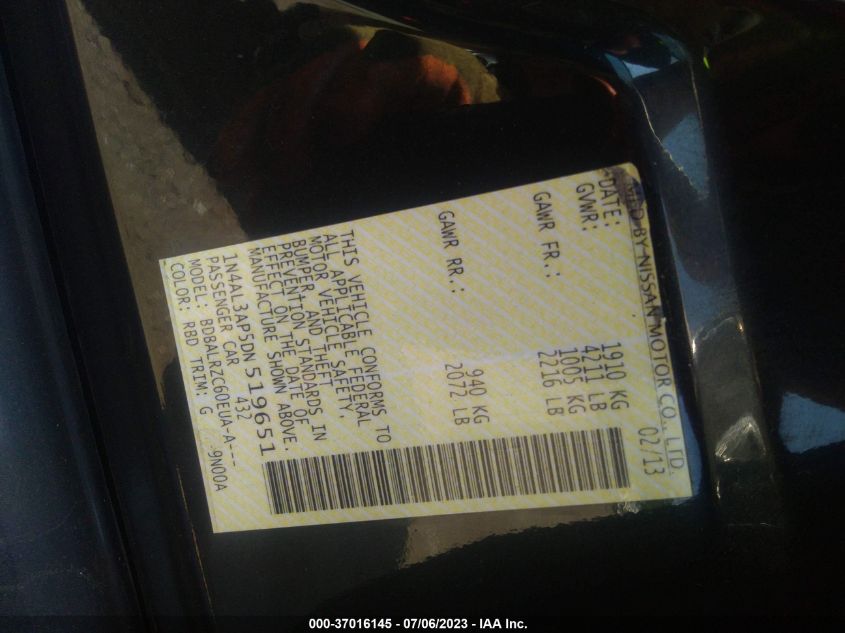 MFD BY NISSAN MOTOR CO., LTD.
DATE: 02/13
GVWR: 1910 KG
4211 LB
GAWR FR.: 1005 KG
2216 LB
GAWR RR.: 940 KG
2072 LB
THIS VEHICLE CONFORMS TO
ALL APPLICABLE FEDERAL
MOTOR VEHICLE SAFETY,
BUMPER, AND THEFT
PREVENTION STANDARDS IN
EFFECT ON THE DATE OF
MANUFACTURE SHOWN ABOVE.
1N4AL3AP5DN519651
PASSENGER CAR 432
MODEL: BDBALRZC60EUA-A---
COLOR: RBD TRIM: G 9N00A
000-37016145 - 07/06/2023 - IAA Inc.